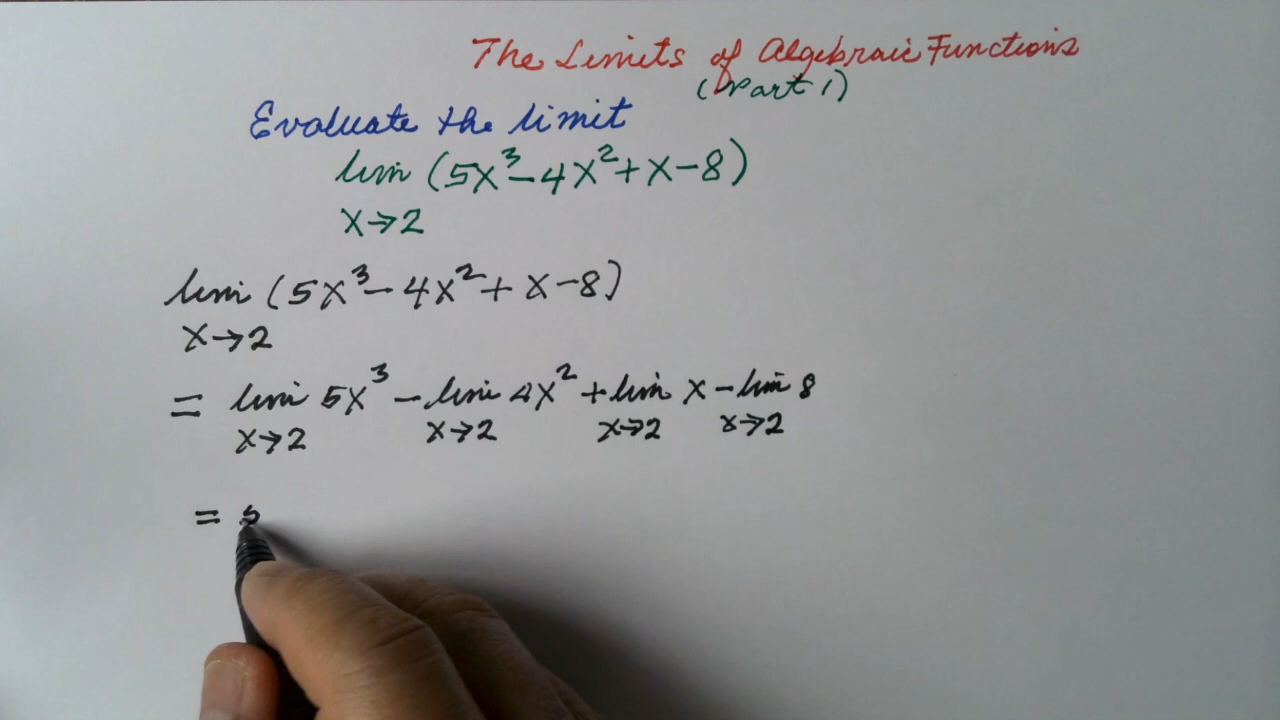 The Limits of Algebraic Functions
(Part 1)
Evaluate the limit
lim (5x³-4x²+x-8)
x→2
lim (5x³-4x²+x-8)
x→2
= lim 5x³ - lim 4x² + lim x - lim 8
x→2 x→2 x→2 x→2
= 5